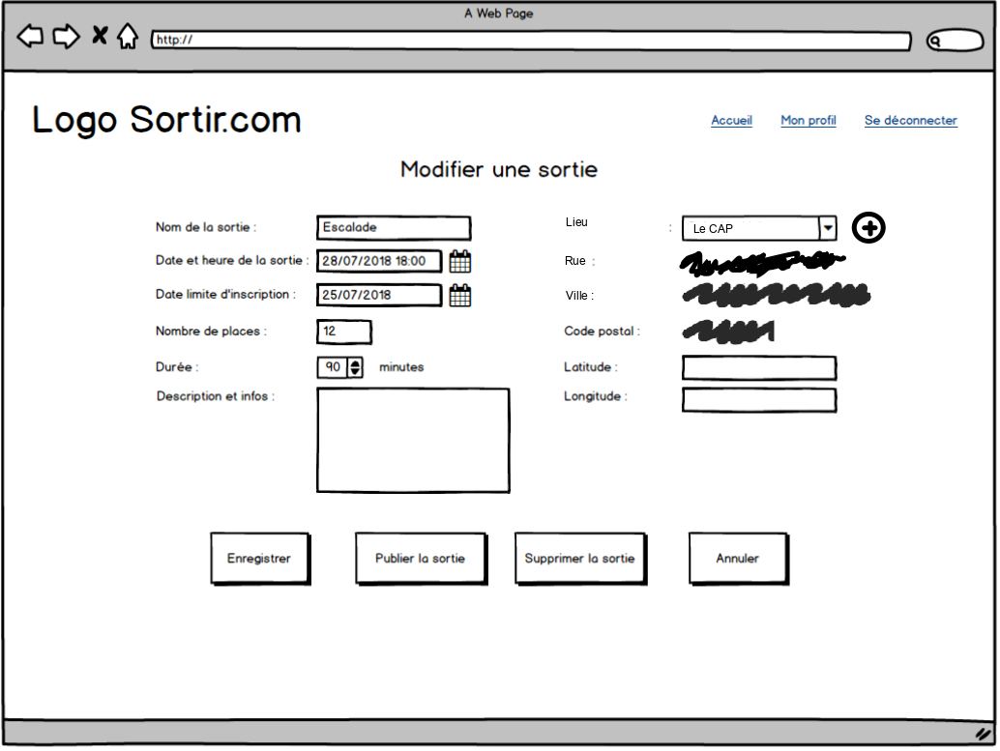 A Web Page
http://
Logo Sortir.com
Accueil Mon profil Se déconnecter
Modifier une sortie
Nom de la sortie : Escalade
Lieu : Le CAP
Date et heure de la sortie : 28/07/2018 18:00
Rue :
Date limite d'inscription : 25/07/2018
Ville :
Nombre de places : 12
Code postal :
Durée : 90 minutes
Latitude :
Description et infos :
Longitude :
Enregistrer Publier la sortie Supprimer la sortie Annuler